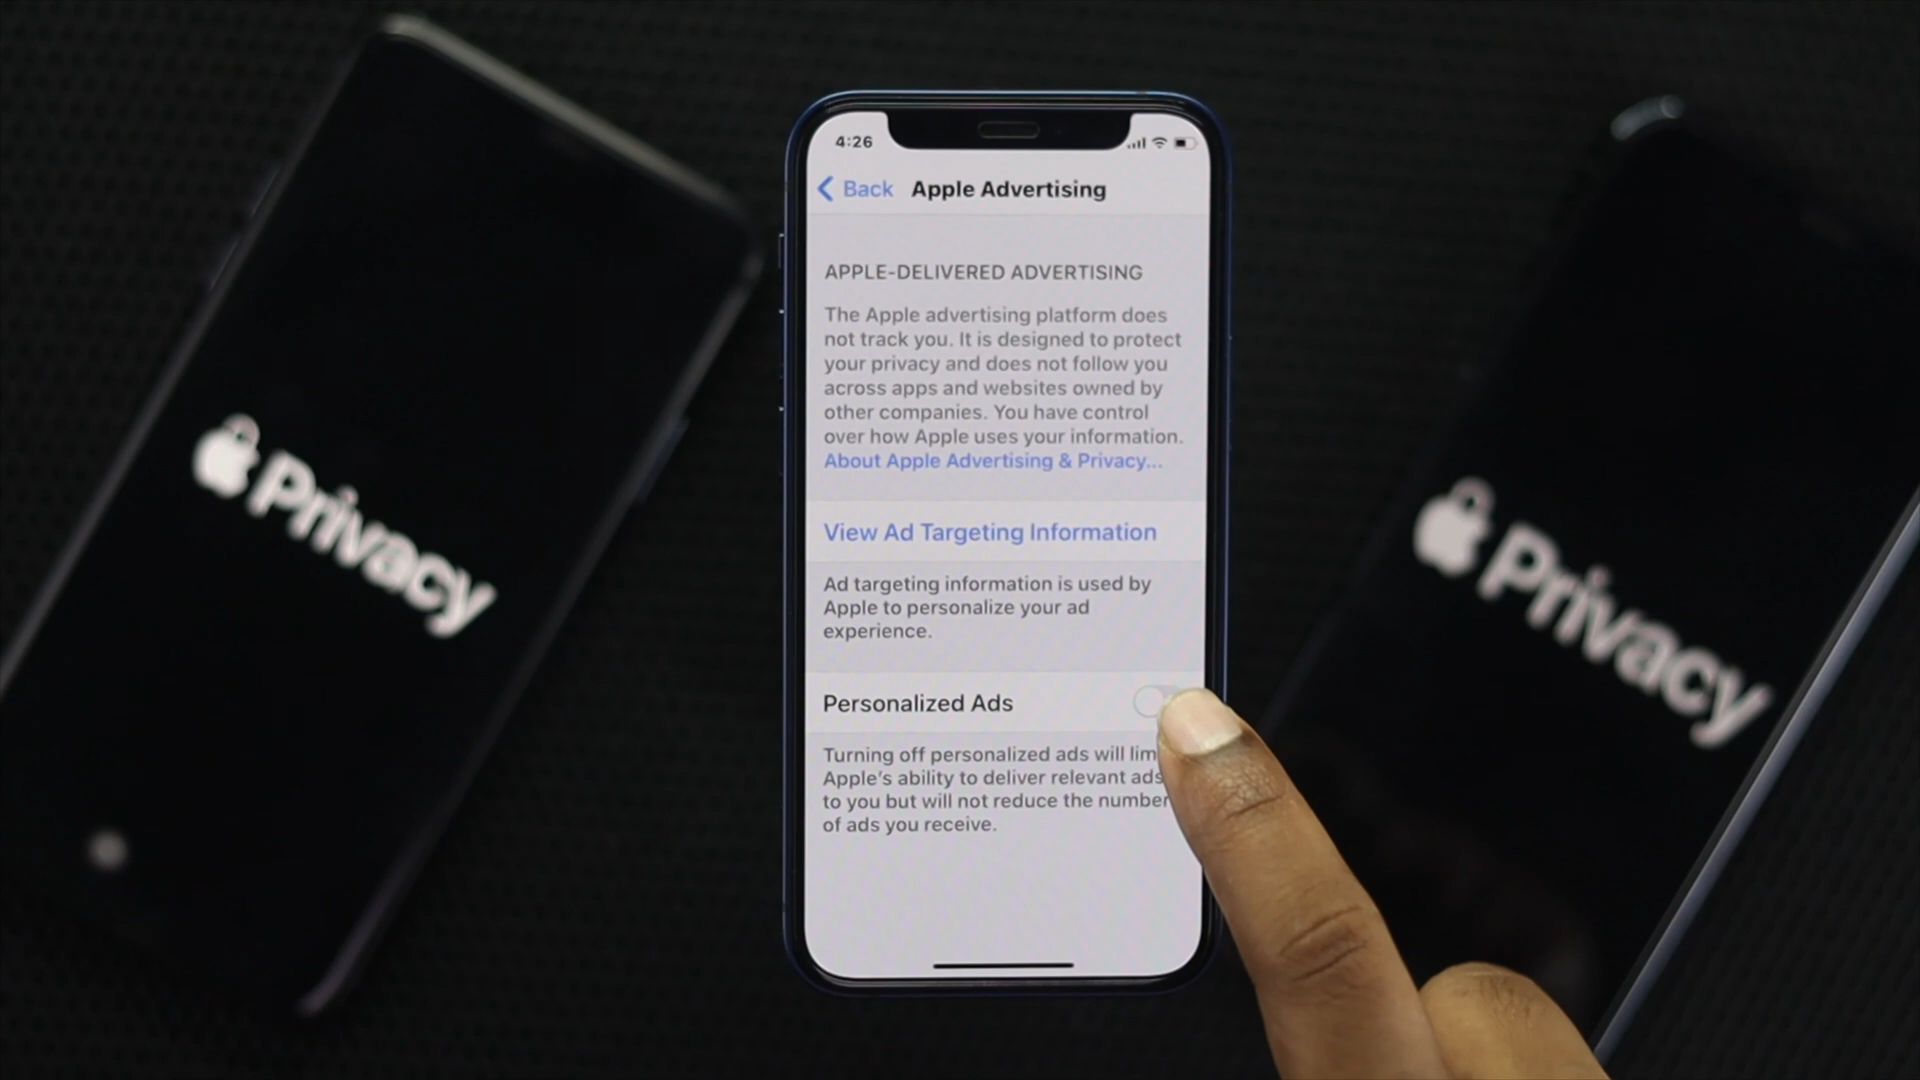 4:26
Back Apple Advertising
APPLE-DELIVERED ADVERTISING
The Apple advertising platform does
not track you. It is designed to protect
your privacy and does not follow you
across apps and websites owned by
other companies. You have control
over how Apple uses your information.
About Apple Advertising & Privacy...
View Ad Targeting Information
Ad targeting information is used by
Apple to personalize your ad
experience.
Personalized Ads
Turning off personalized ads will lim
Apple's ability to deliver relevant ads
to you but will not reduce the number
of ads you receive.
Privacy
Privacy